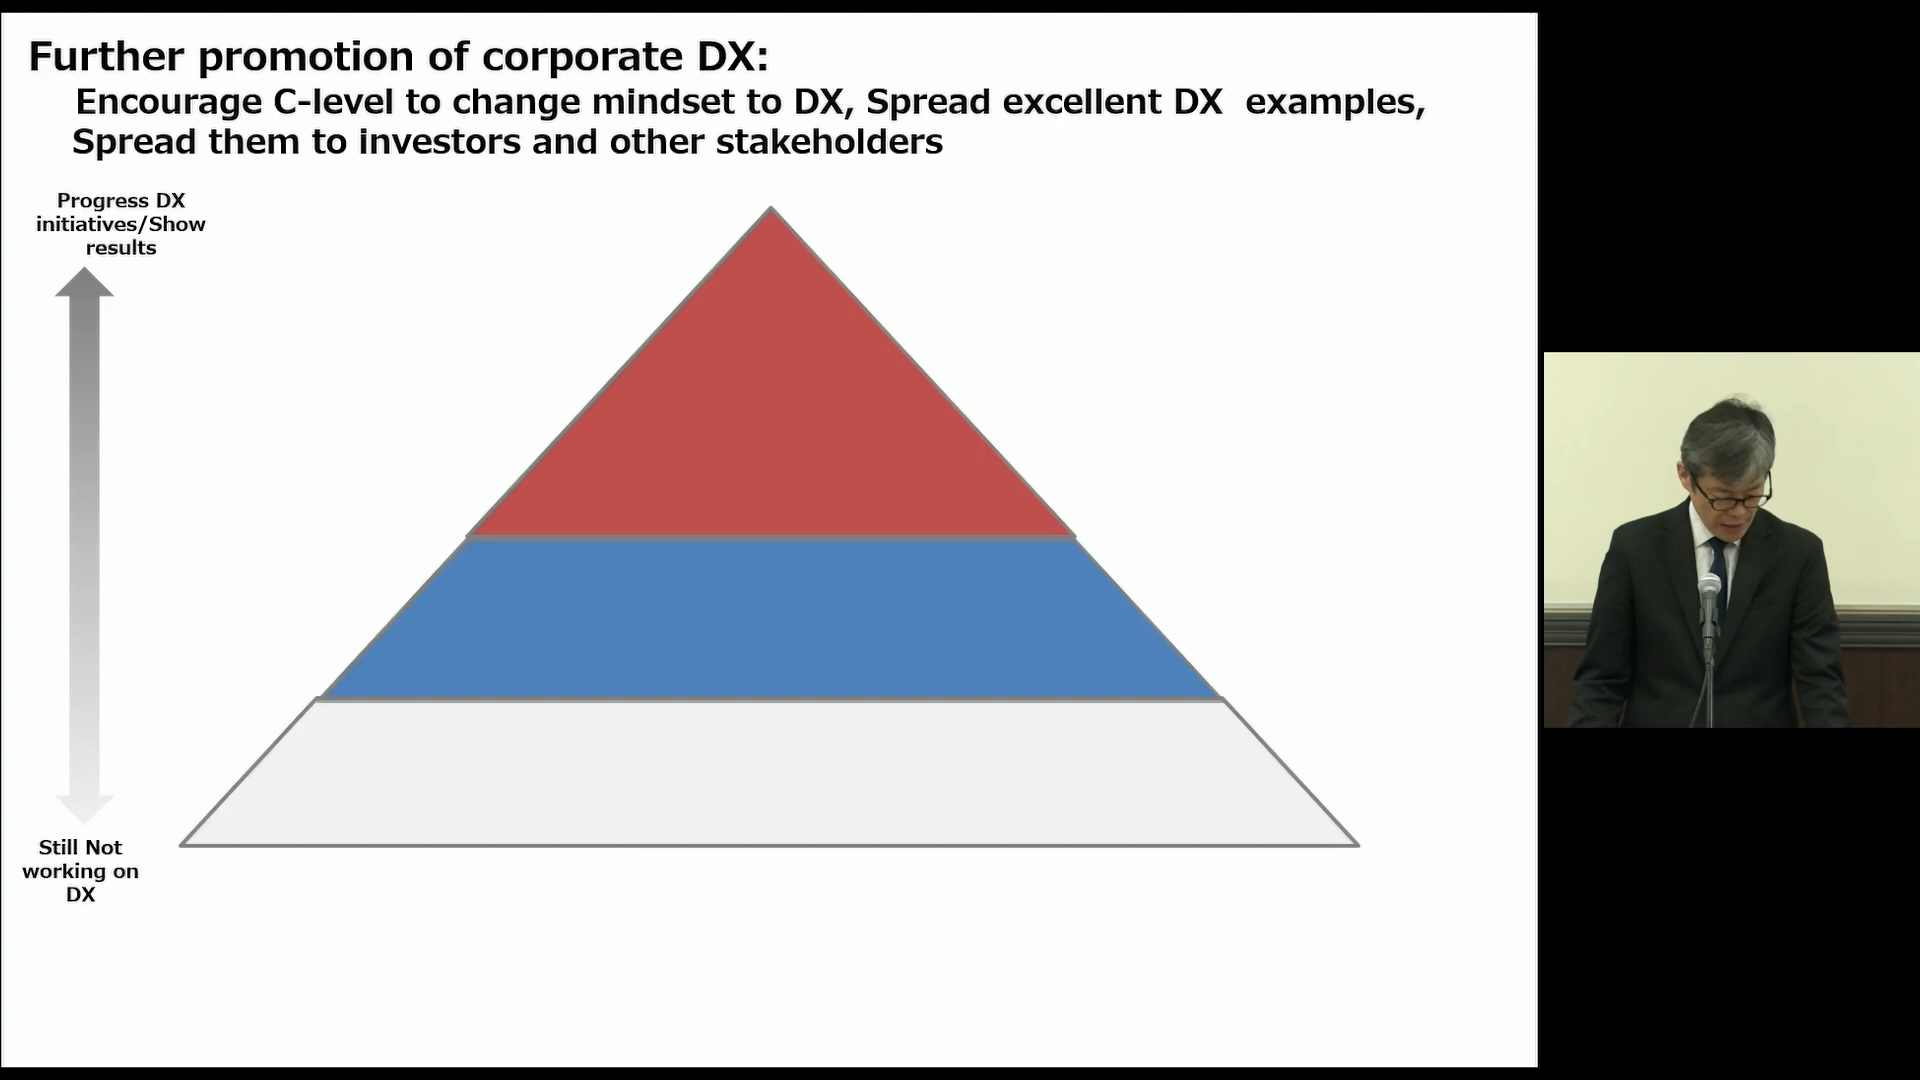 Further promotion of corporate DX:
Encourage C-level to change mindset to DX, Spread excellent DX  examples,
Spread them to investors and other stakeholders
Progress DX
initiatives/Show
results
Still Not
working on
DX